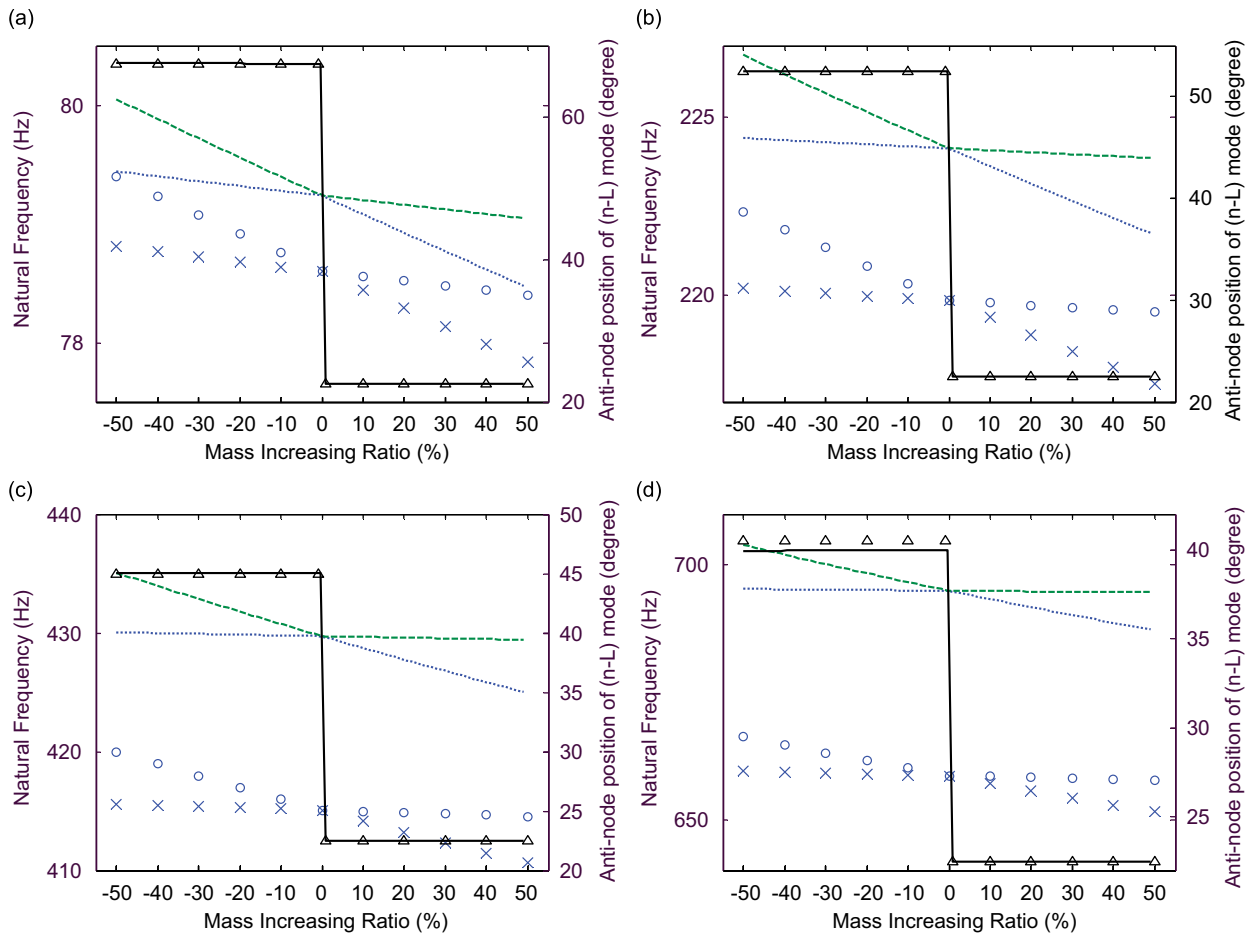 (a)
Natural Frequency (Hz)
80
78
60
40
20
Anti-node position of (n-L) mode (degree)
-50 -40 -30 -20 -10 0 10 20 30 40 50
Mass Increasing Ratio (%)
(b)
Natural Frequency (Hz)
225
220
50
40
30
20
Anti-node position of (n-L) mode (degree)
-50 -40 -30 -20 -10 0 10 20 30 40 50
Mass Increasing Ratio (%)
(c)
Natural Frequency (Hz)
440
430
420
410
50
45
40
35
30
25
20
Anti-node position of (n-L) mode (degree)
-50 -40 -30 -20 -10 0 10 20 30 40 50
Mass Increasing Ratio (%)
(d)
Natural Frequency (Hz)
700
650
40
35
30
25
Anti-node position of (n-L) mode (degree)
-50 -40 -30 -20 -10 0 10 20 30 40 50
Mass Increasing Ratio (%)